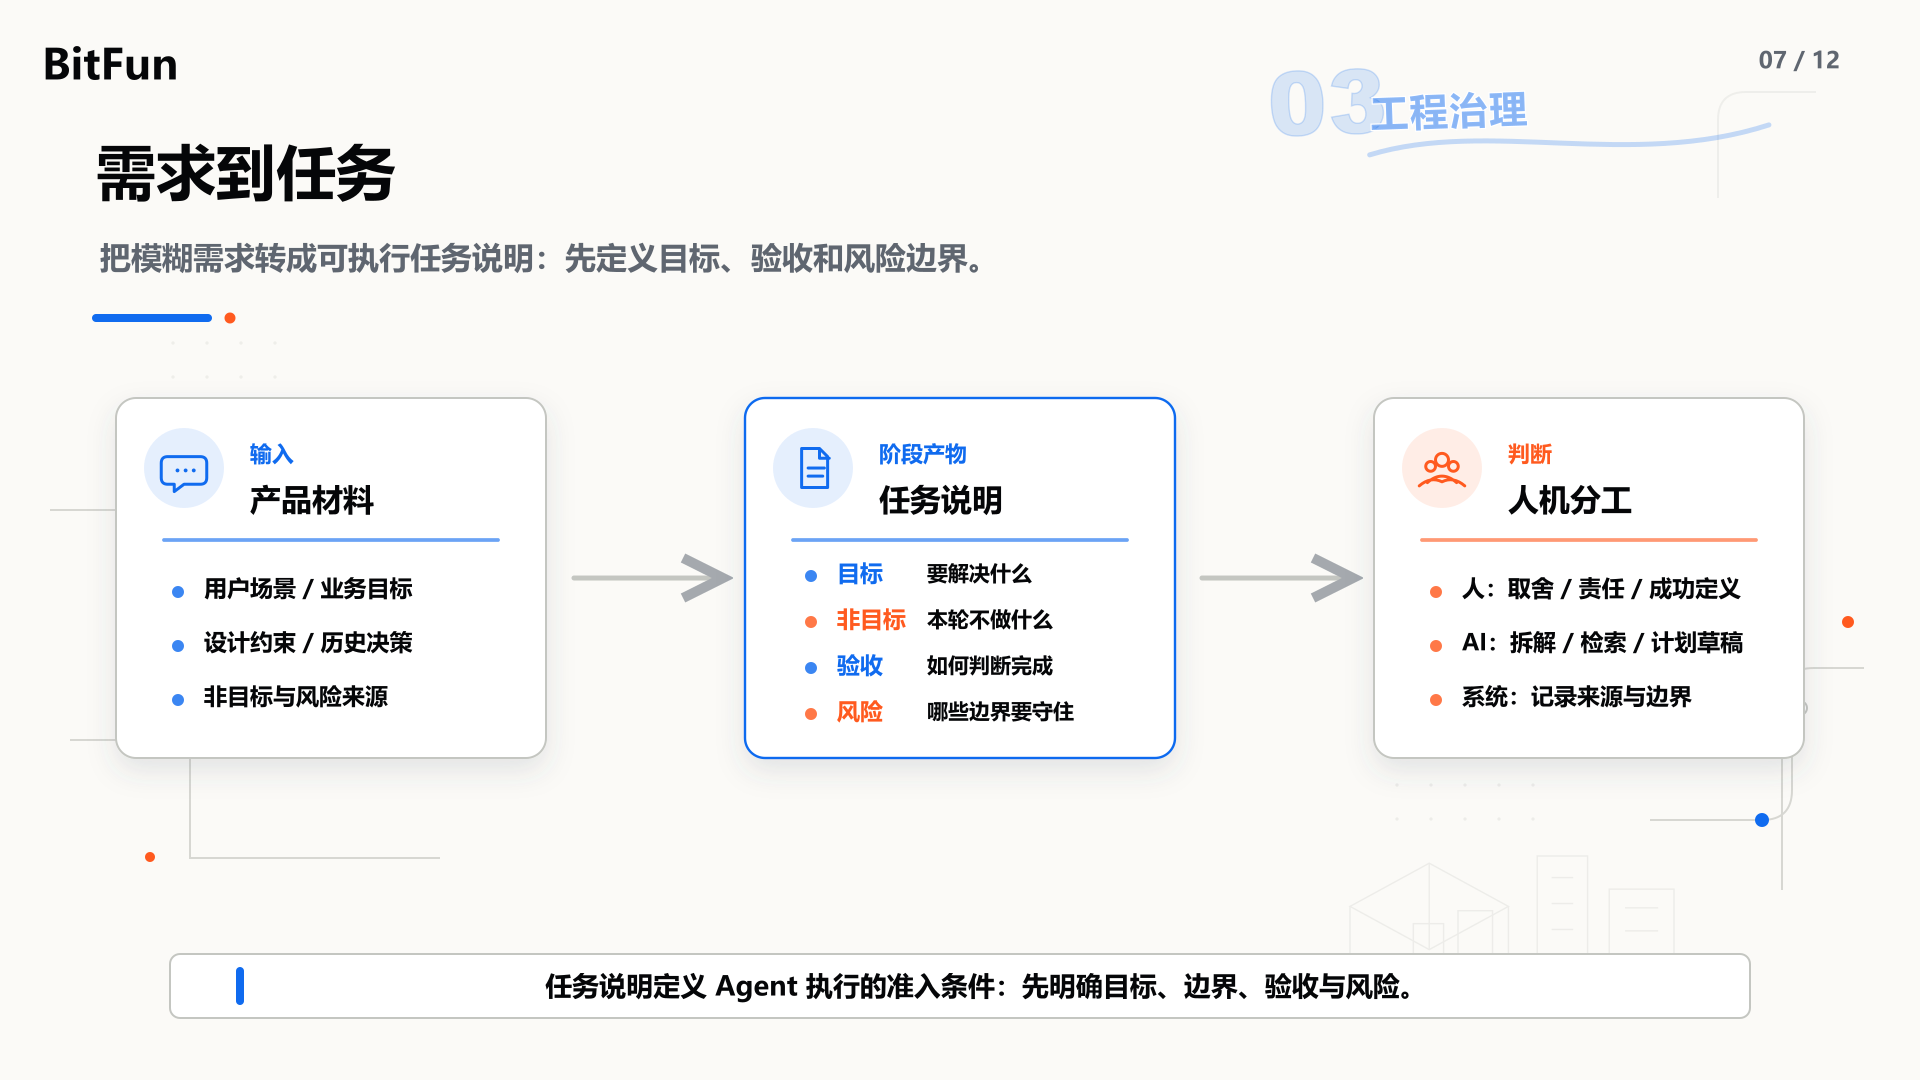 BitFun
07 / 12
03 工程治理
需求到任务
把模糊需求转成可执行任务说明：先定义目标、验收和风险边界。
输入
产品材料
用户场景 / 业务目标
设计约束 / 历史决策
非目标与风险来源
阶段产物
任务说明
目标 要解决什么
非目标 本轮不做什么
验收 如何判断完成
风险 哪些边界要守住
判断
人机分工
人：取舍 / 责任 / 成功定义
AI：拆解 / 检索 / 计划草稿
系统：记录来源与边界
任务说明定义 Agent 执行的准入条件：先明确目标、边界、验收与风险。